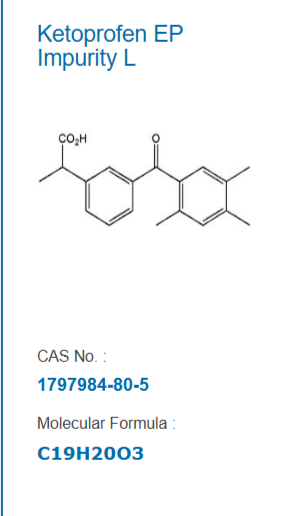 Ketoprofen EP
Impurity L
CO₂H
O
CAS No. :
1797984-80-5
Molecular Formula :
C19H20O3